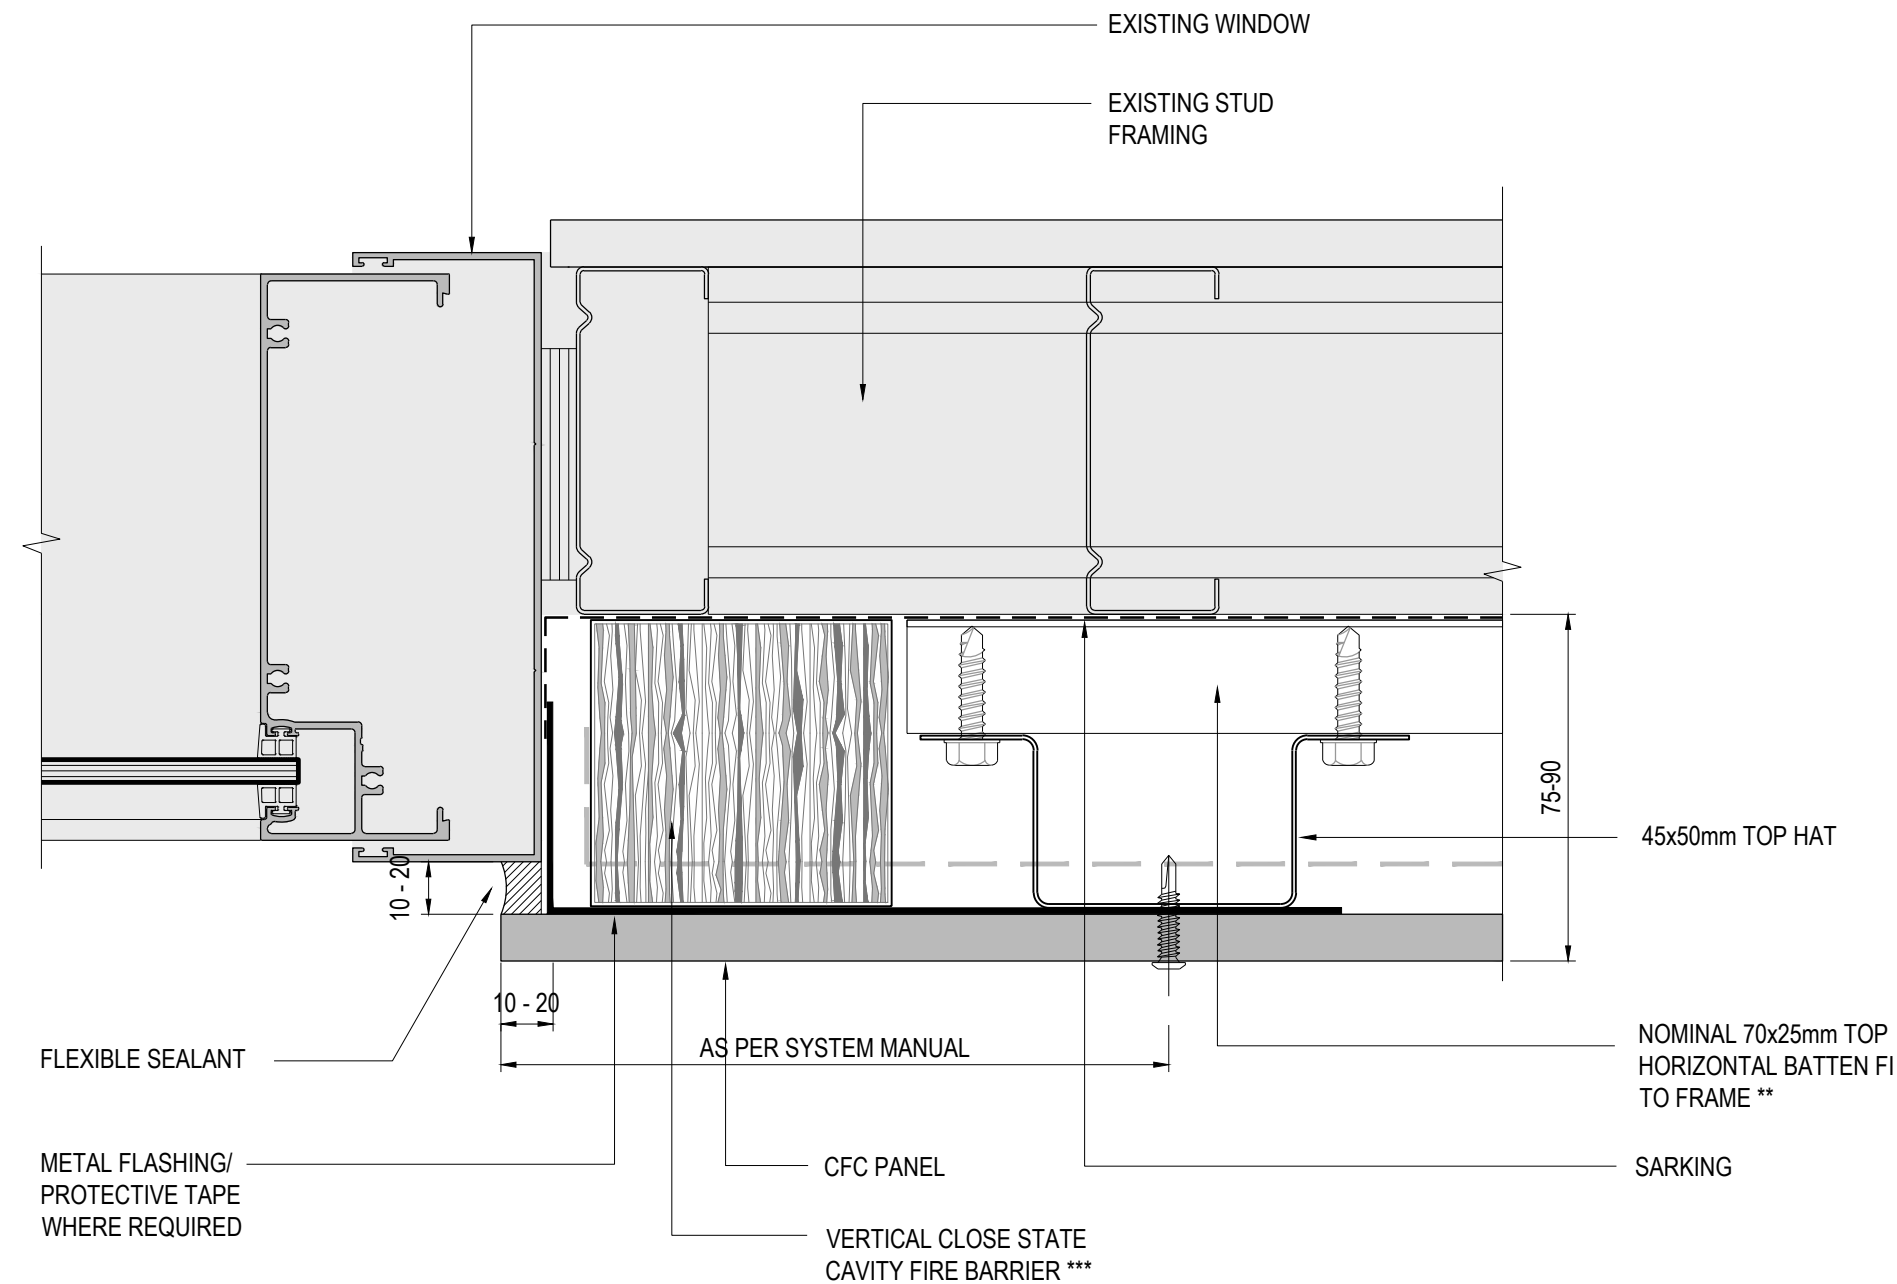 EXISTING WINDOW
EXISTING STUD
FRAMING
75-90
45x50mm TOP HAT
10 - 20
10 - 20
AS PER SYSTEM MANUAL
FLEXIBLE SEALANT
NOMINAL 70x25mm TOP
HORIZONTAL BATTEN FI
TO FRAME **
METAL FLASHING/
PROTECTIVE TAPE
WHERE REQUIRED
CFC PANEL
SARKING
VERTICAL CLOSE STATE
CAVITY FIRE BARRIER ***